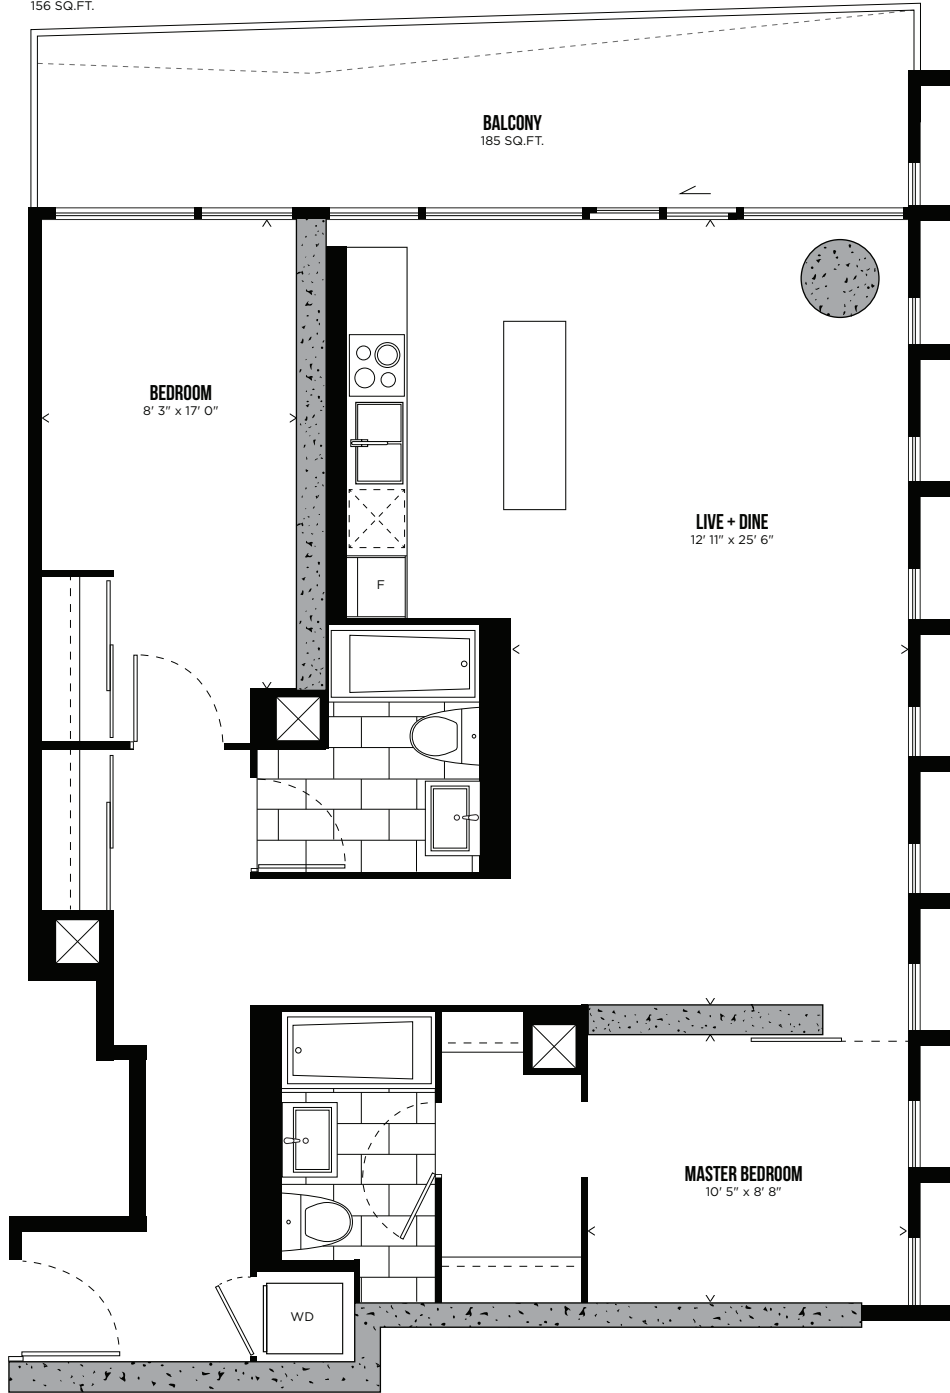 156 SQ.FT.
BALCONY
185 SQ.FT.
BEDROOM
8' 3" x 17' 0"
LIVE + DINE
12' 11" x 25' 6"
F
MASTER BEDROOM
10' 5" x 8' 8"
WD